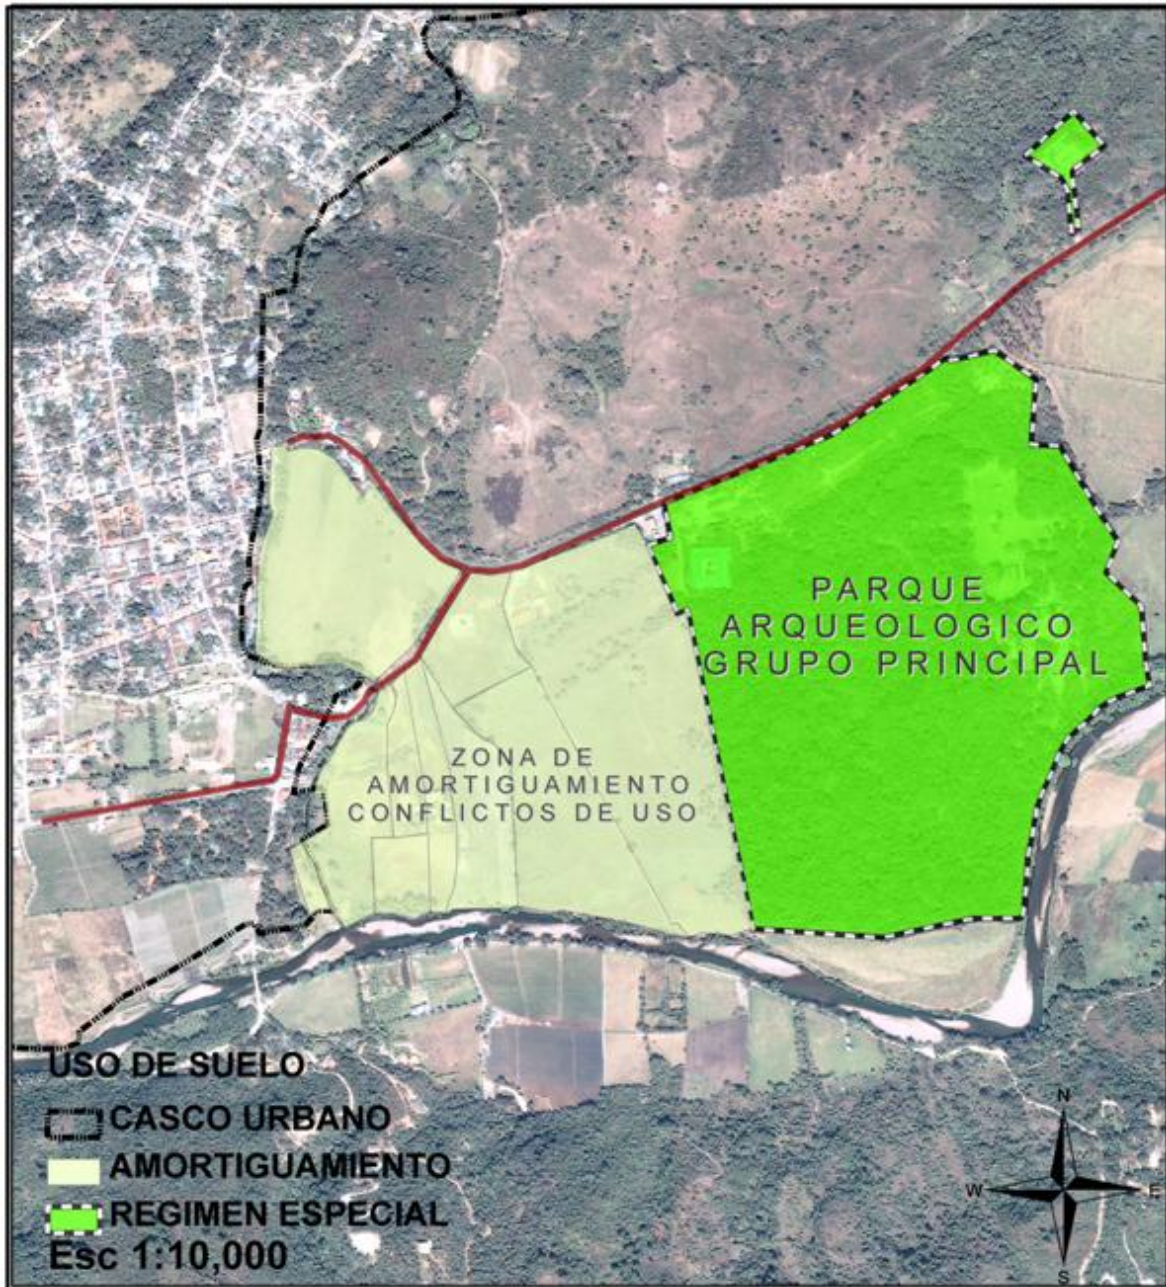 PARQUE
ARQUEOLOGICO
GRUPO PRINCIPAL
ZONA DE
AMORTIGUAMIENTO
CONFLICTOS DE USO
USO DE SUELO
CASCO URBANO
AMORTIGUAMIENTO
REGIMEN ESPECIAL
Esc 1:10,000
N
W
E
S